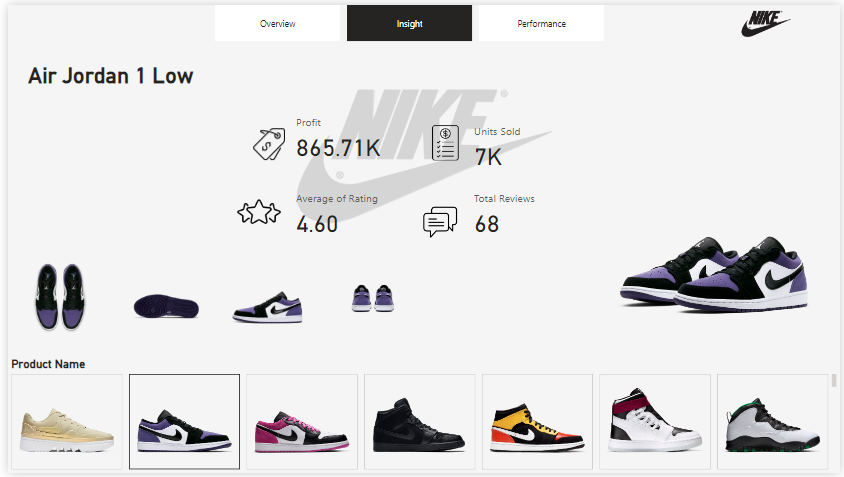 Overview
Insight
Performance
NIKE
Air Jordan 1 Low
NIKE
Profit
865.71K
Units Sold
7K
Average of Rating
4.60
Total Reviews
68
Product Name